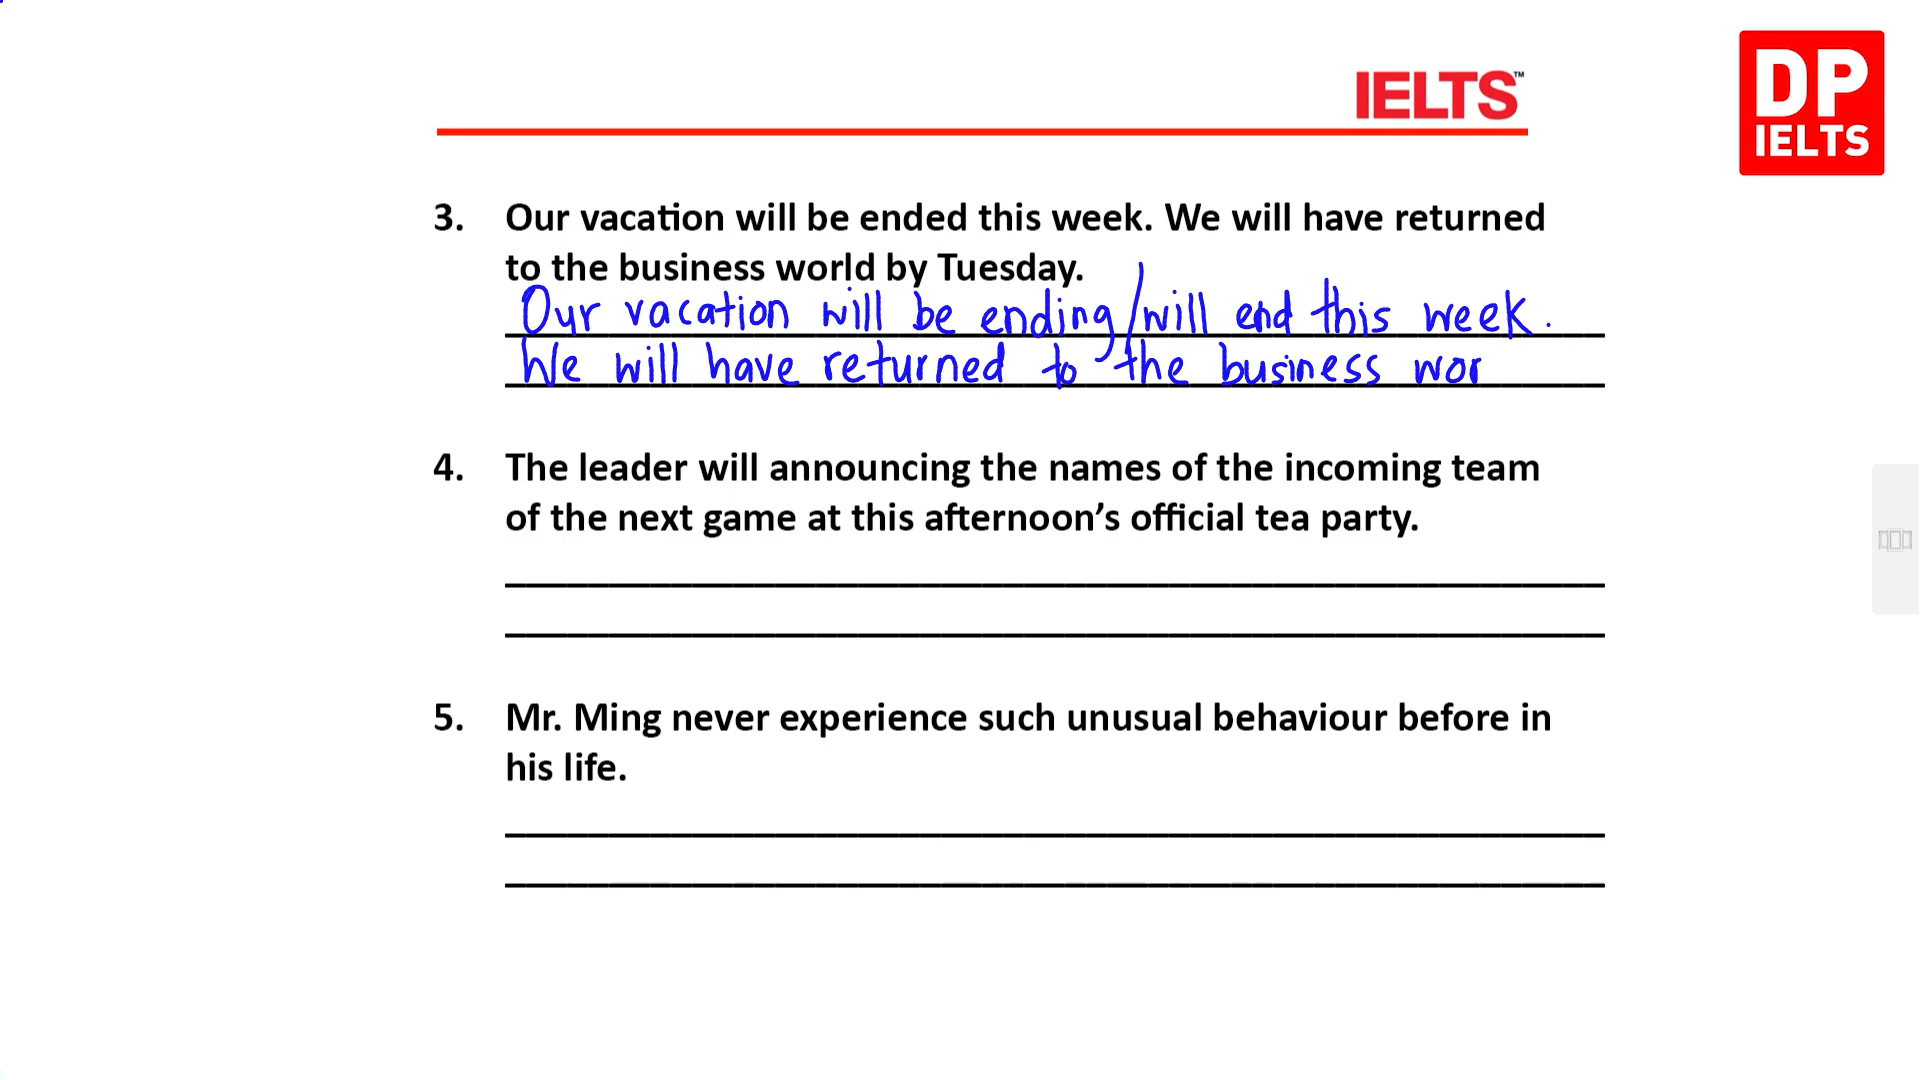 IELTS™
DP
IELTS
3. Our vacation will be ended this week. We will have returned
to the business world by Tuesday.
Our vacation will be ending/will end this week.
We will have returned to the business wor
4. The leader will announcing the names of the incoming team
of the next game at this afternoon’s official tea party.
5. Mr. Ming never experience such unusual behaviour before in
his life.